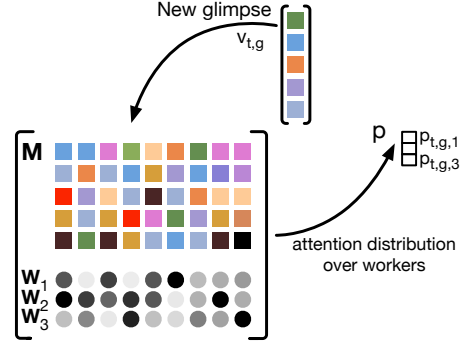 New glimpse
v_{t,g}
M
p
p_{t,g,1}
p_{t,g,3}
attention distribution
over workers
W_1
W_2
W_3